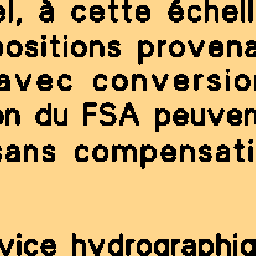 el, à cette échell
positions provena
avec conversion
on du FSA peuven
sans compensati
vice hydrographiq